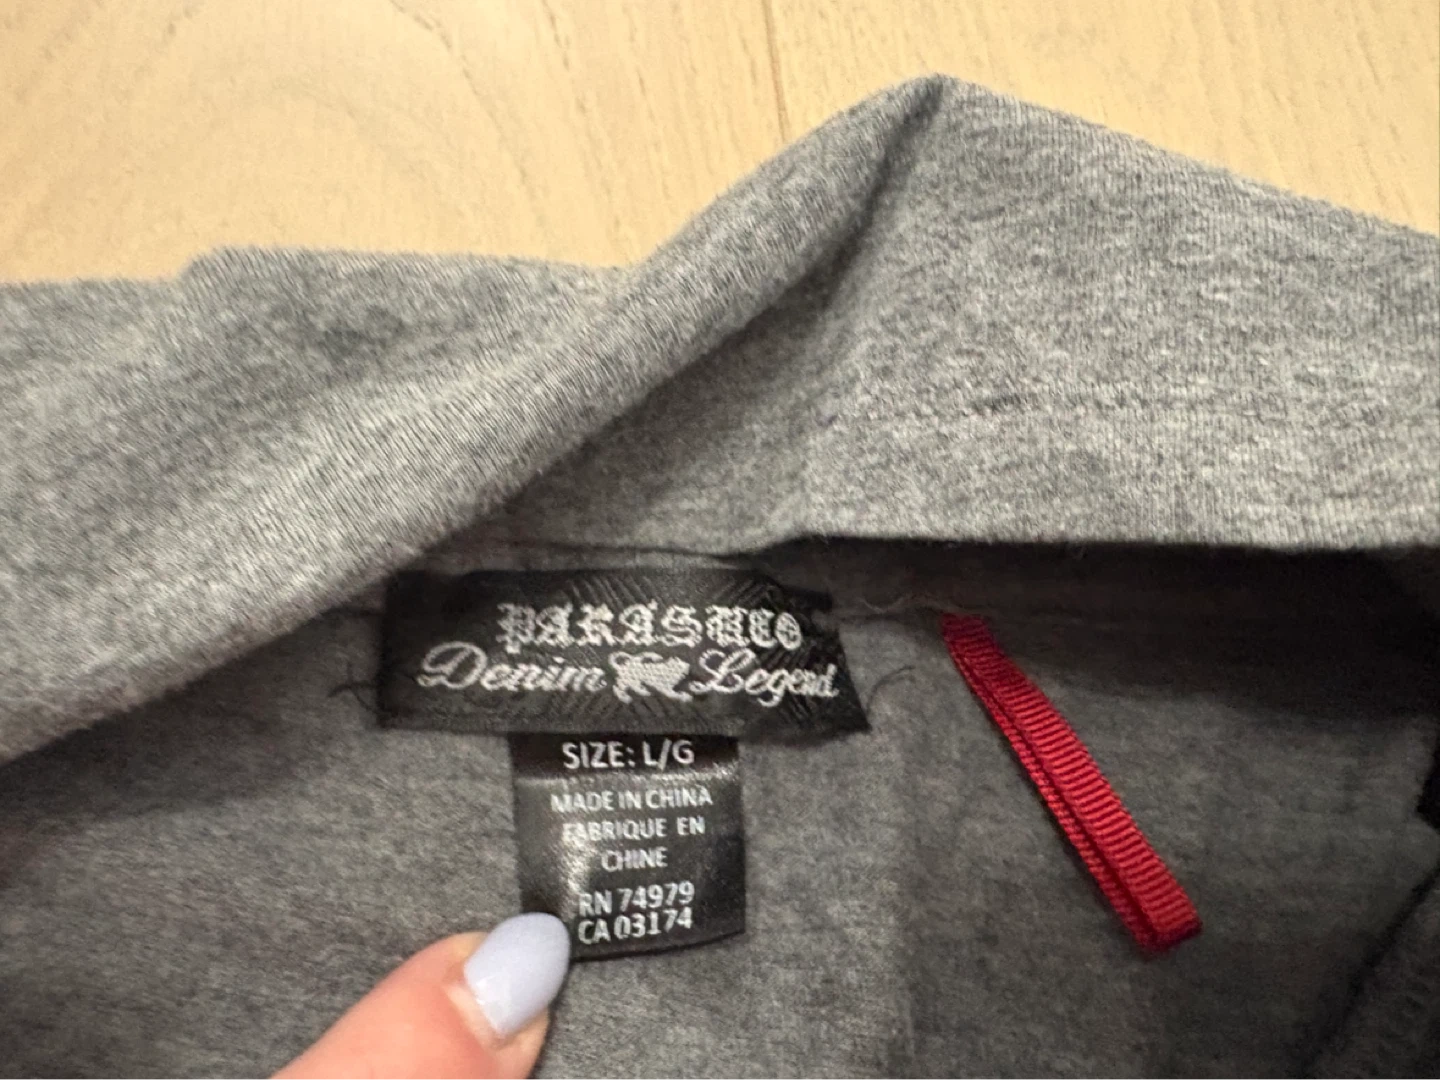 PARASUCO
Denim Legend
SIZE: L/G
MADE IN CHINA
FABRIQUE EN
CHINE
RN 74979
CA 03174